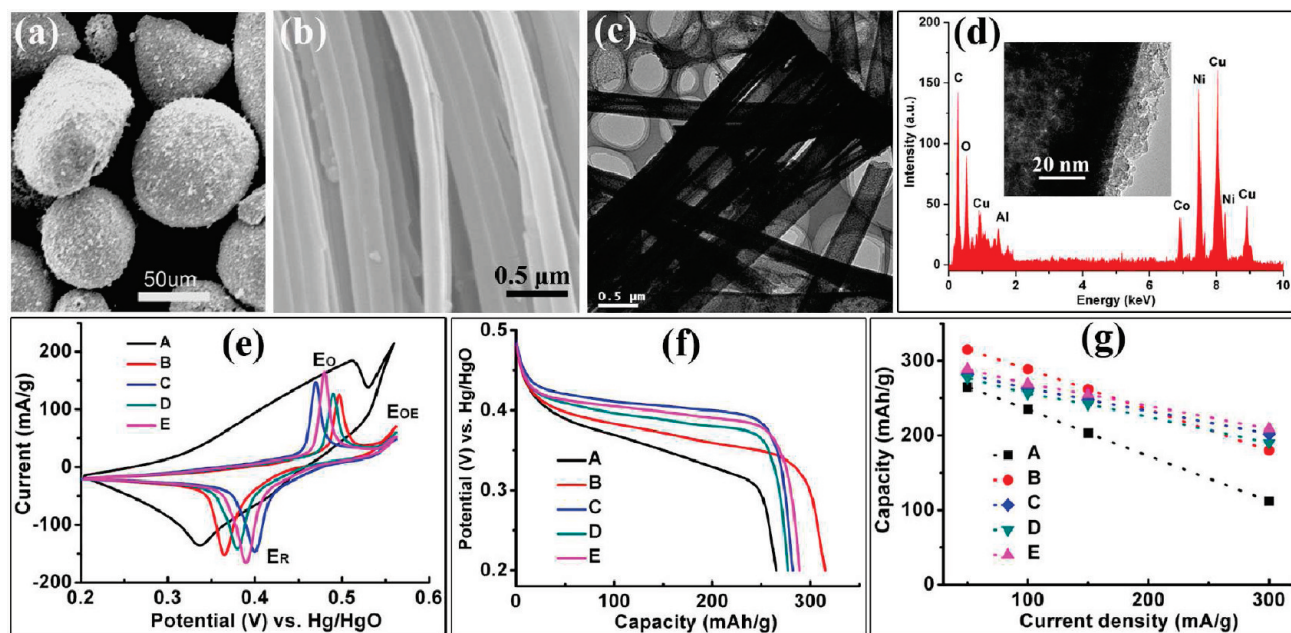 (a)
50um
(b)
0.5 μm
(c)
0.5 μm
(d)
Intensity (a.u.)
200
150
100
50
0
C
O
Cu
Al
Co
Ni
Cu
Ni
Cu
20 nm
0 2 4 6 8 10
Energy (keV)
(e)
Current (mA/g)
200
100
0
-100
-200
A
B
C
D
E
EO
EOE
ER
0.2 0.3 0.4 0.5 0.6
Potential (V) vs. Hg/HgO
(f)
Potential (V) vs. Hg/HgO
0.5
0.4
0.3
0.2
A
B
C
D
E
0 100 200 300
Capacity (mAh/g)
(g)
Capacity (mAh/g)
300
200
100
0
A
B
C
D
E
100 200 300
Current density (mA/g)